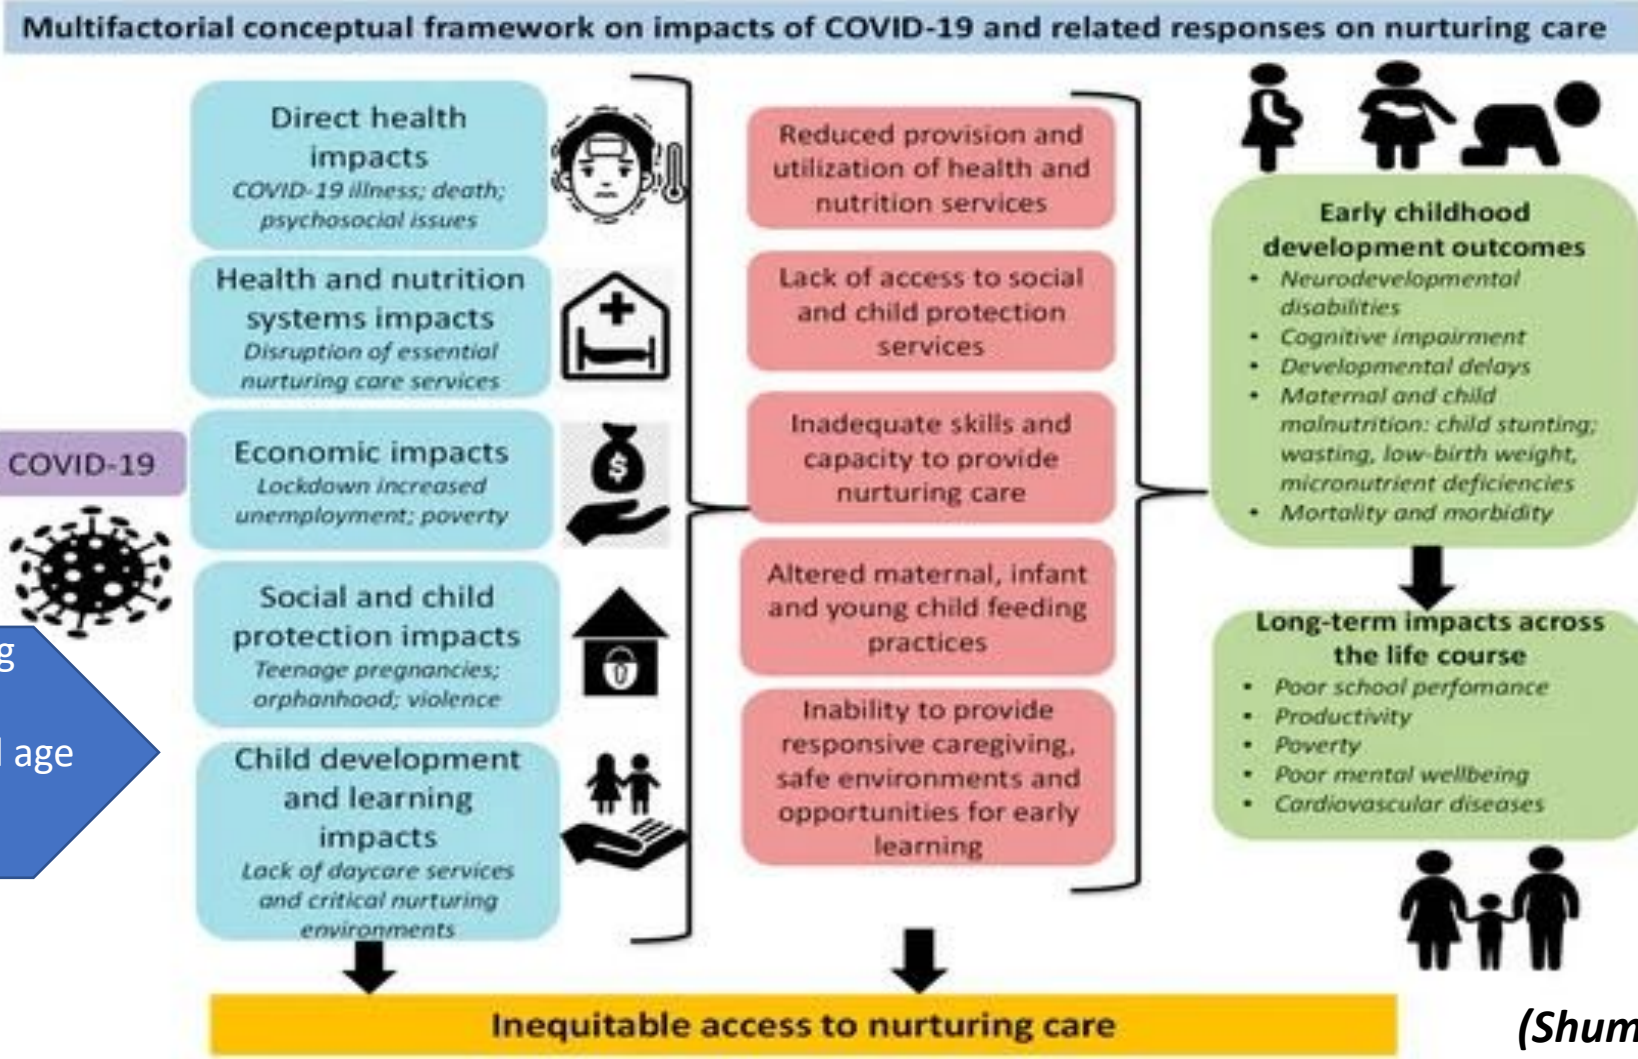 Multifactorial conceptual framework on impacts of COVID-19 and related responses on nurturing care
COVID-19
g
age
Direct health
impacts
COVID-19 illness; death;
psychosocial issues
Health and nutrition
systems impacts
Disruption of essential
nurturing care services
Economic impacts
Lockdown increased
unemployment; poverty
$
Social and child
protection impacts
Teenage pregnancies;
orphanhood; violence
Child development
and learning
impacts
Lack of daycare services
and critical nurturing
environments
Reduced provision and
utilization of health and
nutrition services
Lack of access to social
and child protection
services
Inadequate skills and
capacity to provide
nurturing care
Altered maternal, infant
and young child feeding
practices
Inability to provide
responsive caregiving,
safe environments and
opportunities for early
learning
Early childhood
development outcomes
• Neurodevelopmental
disabilities
• Cognitive impairment
• Developmental delays
• Maternal and child
malnutrition: child stunting;
wasting, low-birth weight,
micronutrient deficiencies
• Mortality and morbidity
Long-term impacts across
the life course
• Poor school perfomance
• Productivity
• Poverty
• Poor mental wellbeing
• Cardiovascular diseases
Inequitable access to nurturing care
(Shum